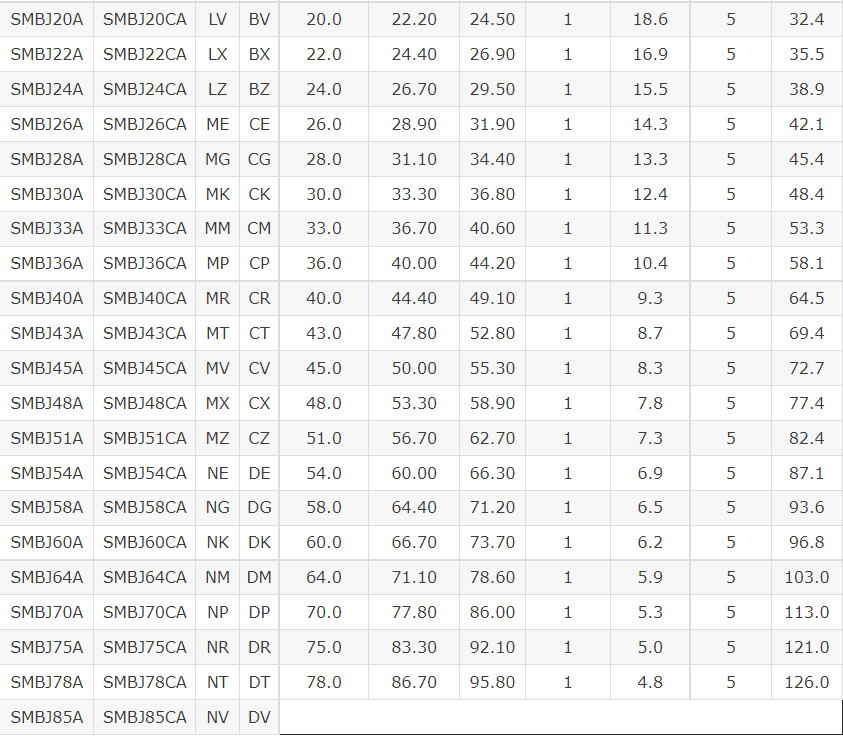 SMBJ20A SMBJ20CA LV BV 20.0 22.20 24.50 1 18.6 5 32.4
SMBJ22A SMBJ22CA LX BX 22.0 24.40 26.90 1 16.9 5 35.5
SMBJ24A SMBJ24CA LZ BZ 24.0 26.70 29.50 1 15.5 5 38.9
SMBJ26A SMBJ26CA ME CE 26.0 28.90 31.90 1 14.3 5 42.1
SMBJ28A SMBJ28CA MG CG 28.0 31.10 34.40 1 13.3 5 45.4
SMBJ30A SMBJ30CA MK CK 30.0 33.30 36.80 1 12.4 5 48.4
SMBJ33A SMBJ33CA MM CM 33.0 36.70 40.60 1 11.3 5 53.3
SMBJ36A SMBJ36CA MP CP 36.0 40.00 44.20 1 10.4 5 58.1
SMBJ40A SMBJ40CA MR CR 40.0 44.40 49.10 1 9.3 5 64.5
SMBJ43A SMBJ43CA MT CT 43.0 47.80 52.80 1 8.7 5 69.4
SMBJ45A SMBJ45CA MV CV 45.0 50.00 55.30 1 8.3 5 72.7
SMBJ48A SMBJ48CA MX CX 48.0 53.30 58.90 1 7.8 5 77.4
SMBJ51A SMBJ51CA MZ CZ 51.0 56.70 62.70 1 7.3 5 82.4
SMBJ54A SMBJ54CA NE DE 54.0 60.00 66.30 1 6.9 5 87.1
SMBJ58A SMBJ58CA NG DG 58.0 64.40 71.20 1 6.5 5 93.6
SMBJ60A SMBJ60CA NK DK 60.0 66.70 73.70 1 6.2 5 96.8
SMBJ64A SMBJ64CA NM DM 64.0 71.10 78.60 1 5.9 5 103.0
SMBJ70A SMBJ70CA NP DP 70.0 77.80 86.00 1 5.3 5 113.0
SMBJ75A SMBJ75CA NR DR 75.0 83.30 92.10 1 5.0 5 121.0
SMBJ78A SMBJ78CA NT DT 78.0 86.70 95.80 1 4.8 5 126.0
SMBJ85A SMBJ85CA NV DV